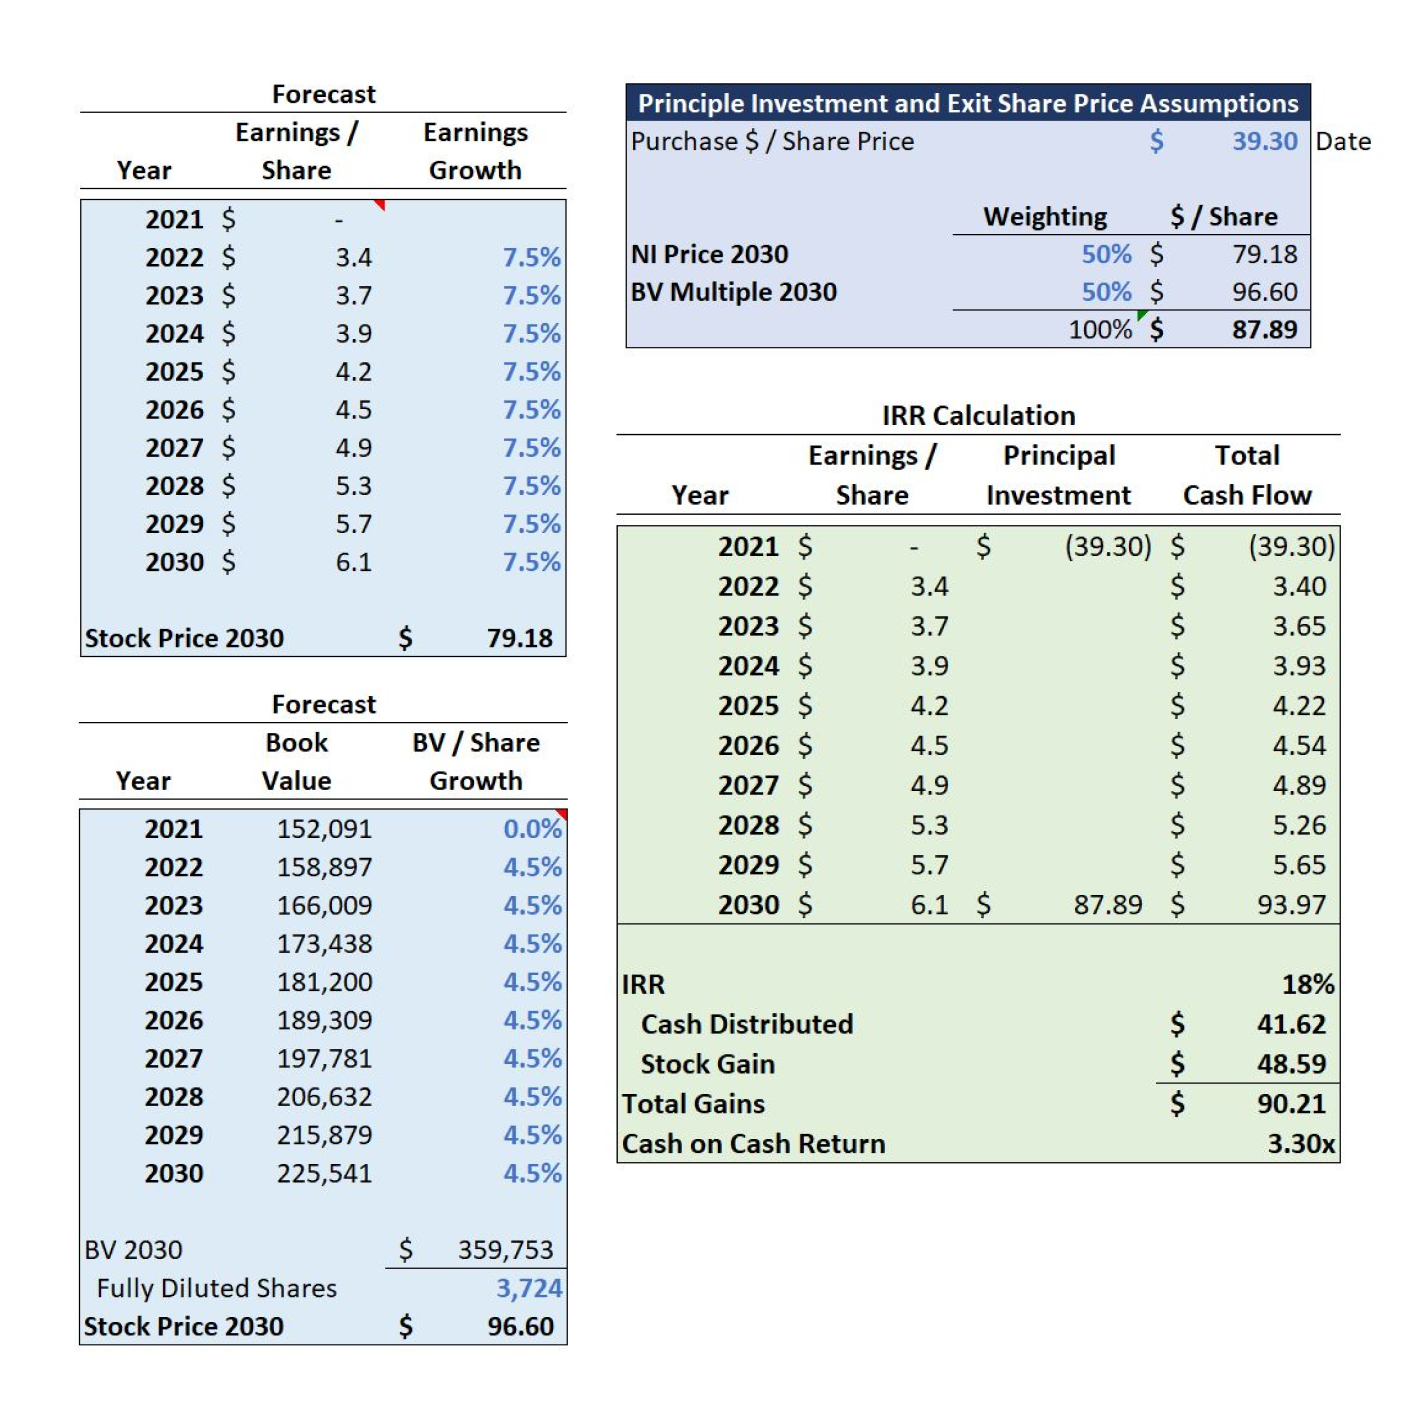 Forecast
Earnings / Earnings
Year Share Growth
2021 $ -
2022 $ 3.4 7.5%
2023 $ 3.7 7.5%
2024 $ 3.9 7.5%
2025 $ 4.2 7.5%
2026 $ 4.5 7.5%
2027 $ 4.9 7.5%
2028 $ 5.3 7.5%
2029 $ 5.7 7.5%
2030 $ 6.1 7.5%
Stock Price 2030 $ 79.18
Forecast
Book BV / Share
Year Value Growth
2021 152,091 0.0%
2022 158,897 4.5%
2023 166,009 4.5%
2024 173,438 4.5%
2025 181,200 4.5%
2026 189,309 4.5%
2027 197,781 4.5%
2028 206,632 4.5%
2029 215,879 4.5%
2030 225,541 4.5%
BV 2030 $ 359,753
Fully Diluted Shares 3,724
Stock Price 2030 $ 96.60
Principle Investment and Exit Share Price Assumptions
Purchase $ / Share Price $ 39.30 Date
Weighting $ / Share
NI Price 2030 50% $ 79.18
BV Multiple 2030 50% $ 96.60
100% $ 87.89
IRR Calculation
Earnings / Principal Total
Year Share Investment Cash Flow
2021 $ - $ (39.30) $ (39.30)
2022 $ 3.4 $ 3.40
2023 $ 3.7 $ 3.65
2024 $ 3.9 $ 3.93
2025 $ 4.2 $ 4.22
2026 $ 4.5 $ 4.54
2027 $ 4.9 $ 4.89
2028 $ 5.3 $ 5.26
2029 $ 5.7 $ 5.65
2030 $ 6.1 $ 87.89 $ 93.97
IRR 18%
Cash Distributed $ 41.62
Stock Gain $ 48.59
Total Gains $ 90.21
Cash on Cash Return 3.30x